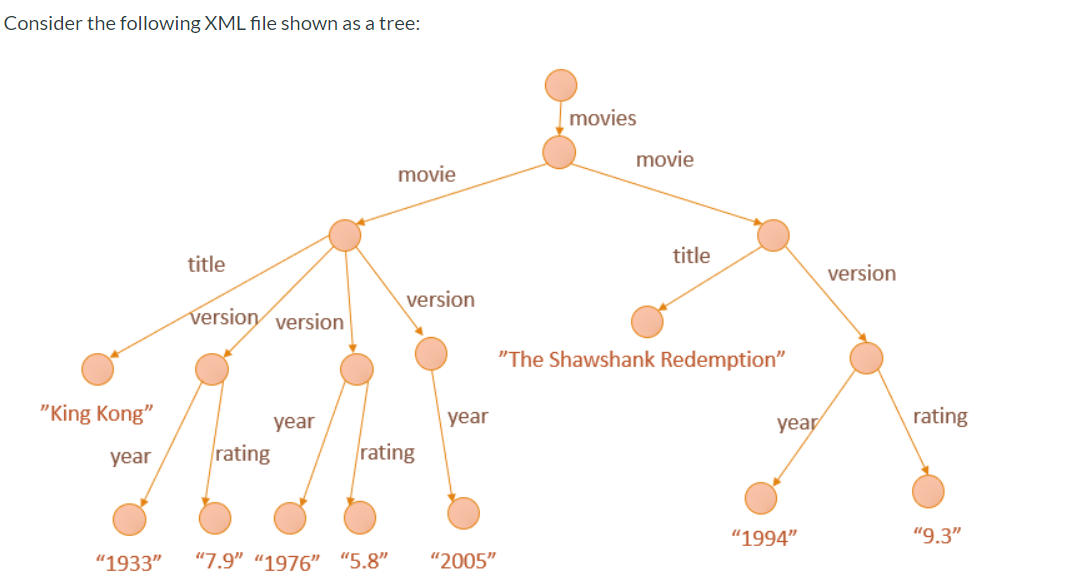 Consider the following XML file shown as a tree:
movies
movie
movie
title
title
version
version
version
version
"The Shawshank Redemption"
"King Kong"
year
year
year
rating
year
rating
rating
"1994"
"9.3"
"1933"
"7.9"
"1976"
"5.8"
"2005"